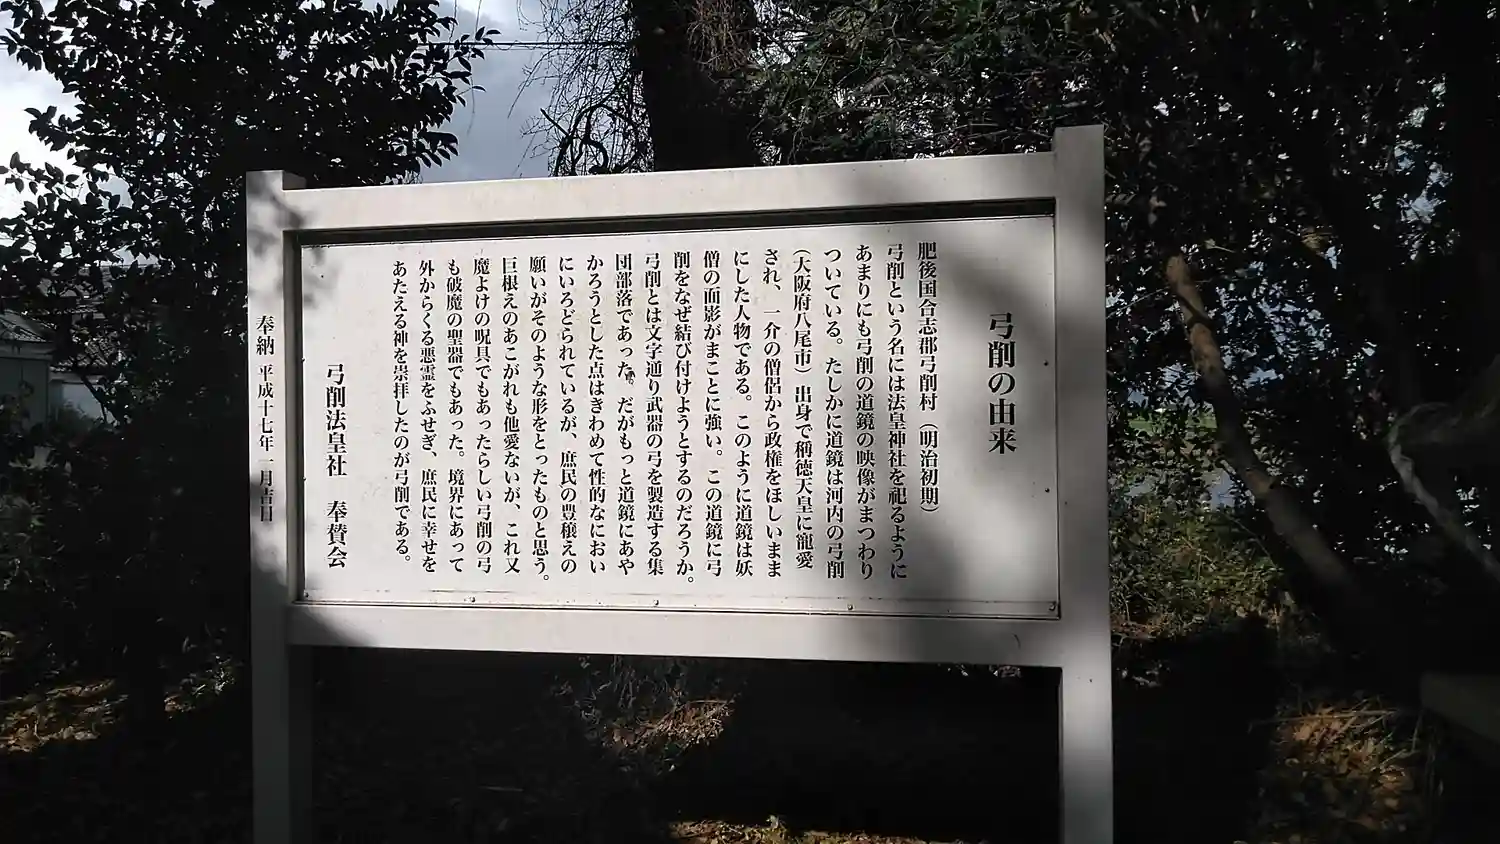 弓削の由来
肥後国合志郡弓削村（明治初期）
弓削という名には法皇神社を祀るように
あまりにも弓削の道鏡の映像がまつわり
ついている。たしかに道鏡は河内の弓削
（大阪府八尾市）出身で稱徳天皇に寵愛
され、一介の僧侶から政権をほしいまま
にした人物である。このように道鏡は妖
僧の面影がまことに強い。この道鏡に弓
削をなぜ結び付けようとするのだろうか。
弓削とは文字通り武器の弓を製造する集
団部落であった。だがもっと道鏡にあや
かろうとした点はきわめて性的なにおい
にいろどられているが、庶民の豊穣えの
願いがそのような形をとったものと思う。
巨根えのあこがれも他愛ないが、これ又
魔よけの呪具でもあったらしい弓削の弓
も破魔の聖器でもあった。境界にあって
外からくる悪霊をふせぎ、庶民に幸せを
あたえる神を崇拝したのが弓削である。
弓削法皇社　奉賛会
奉納 平成十七年一月吉日